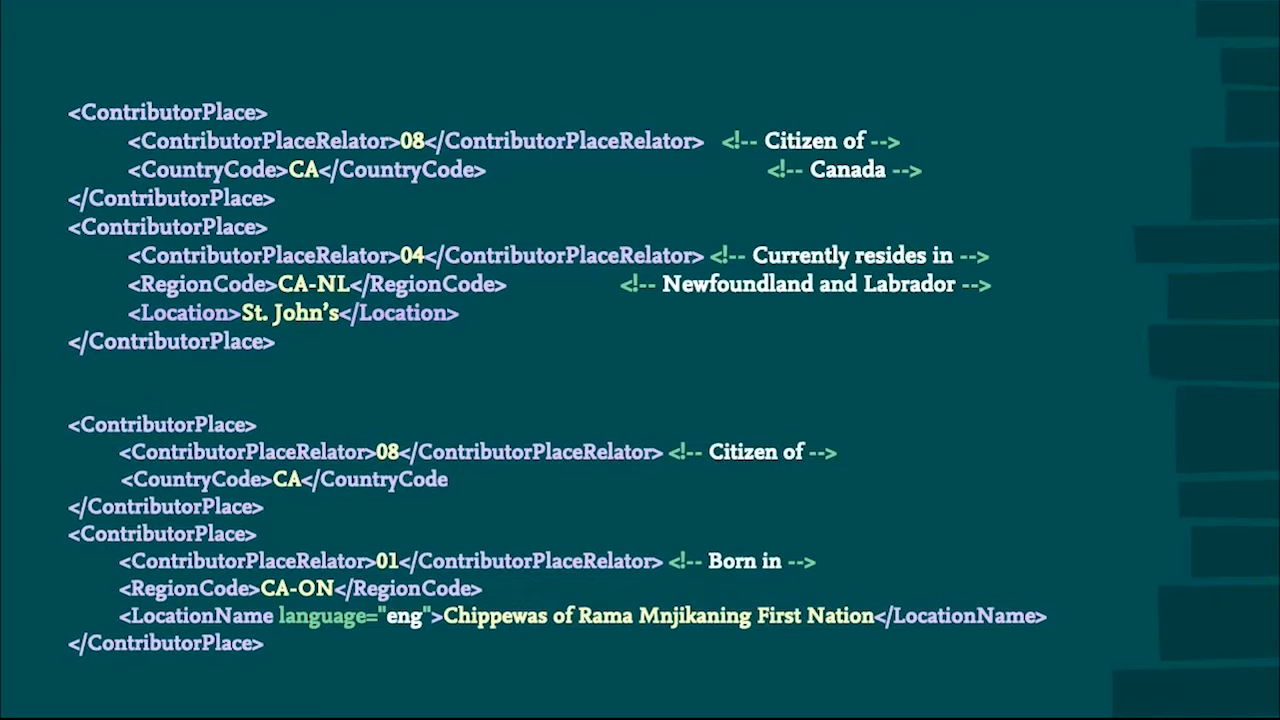 <ContributorPlace>
<ContributorPlaceRelator>08</ContributorPlaceRelator> <!-- Citizen of -->
<CountryCode>CA</CountryCode> <!-- Canada -->
</ContributorPlace>
<ContributorPlace>
<ContributorPlaceRelator>04</ContributorPlaceRelator> <!-- Currently resides in -->
<RegionCode>CA-NL</RegionCode> <!-- Newfoundland and Labrador -->
<Location>St. John’s</Location>
</ContributorPlace>
<ContributorPlace>
<ContributorPlaceRelator>08</ContributorPlaceRelator> <!-- Citizen of -->
<CountryCode>CA</CountryCode
</ContributorPlace>
<ContributorPlace>
<ContributorPlaceRelator>01</ContributorPlaceRelator> <!-- Born in -->
<RegionCode>CA-ON</RegionCode>
<LocationName language="eng">Chippewas of Rama Mnjikaning First Nation</LocationName>
</ContributorPlace>